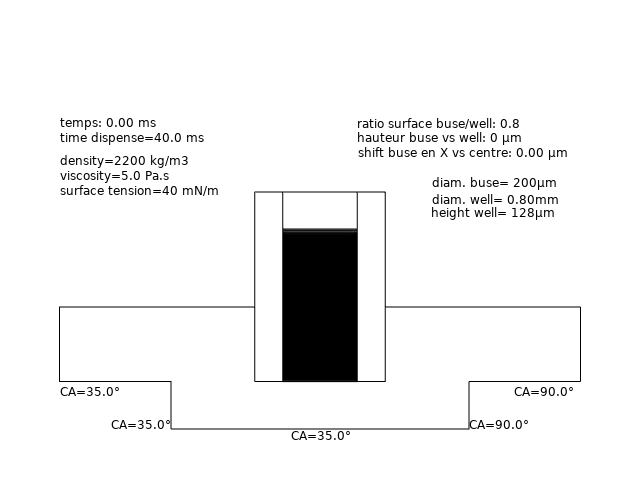 temps: 0.00 ms
time dispense=40.0 ms
density=2200 kg/m3
viscosity=5.0 Pa.s
surface tension=40 mN/m
ratio surface buse/well: 0.8
hauteur buse vs well: 0 µm
shift buse en X vs centre: 0.00 µm
diam. buse= 200µm
diam. well= 0.80mm
height well= 128µm
CA=35.0°
CA=90.0°
CA=35.0°
CA=90.0°
CA=35.0°